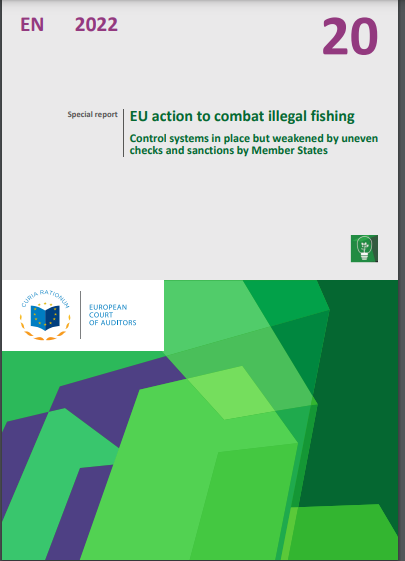 EN 2022 20
Special report
EU action to combat illegal fishing
Control systems in place but weakened by uneven
checks and sanctions by Member States
CURIA RATIONUM
EUROPEAN
COURT
OF AUDITORS